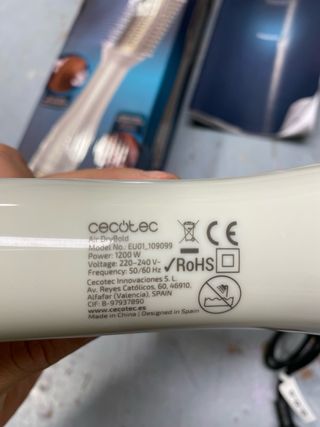 cecotec
Air DryBold
Model No.: EU01_109099
Power: 1200 W
Voltage: 220-240 V~
Frequency: 50/60 Hz
Cecotec Innovaciones S. L.
Av. Reyes Católicos, 60, 46910,
Alfafar (Valencia), SPAIN
CIF: B-97937890
www.cecotec.es
Made in China | Designed in Spain
CE
✓RoHS